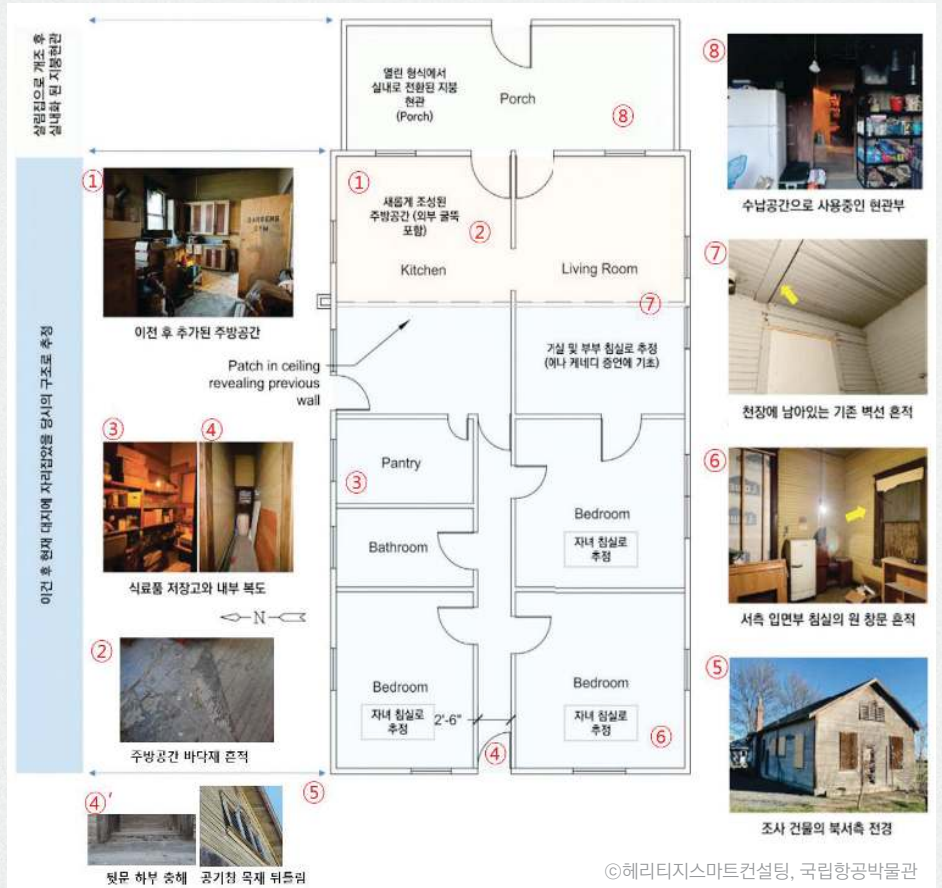 살림집으로 개조 후
실내화 된 지붕현관
이건 후 현재 대지에 자리잡았을 당시의 구조로 추정
열린 형식에서
실내로 전환된 지붕
현관
(Porch)
Porch
⑧
①
새롭게 조성된
주방공간 (외부 굴뚝
포함)
②
Kitchen
Living Room
⑦
Patch in ceiling
revealing previous
wall
거실 및 부부 침실로 추정
(에나 케네디 증언에 기초)
Pantry
③
Bathroom
Bedroom
자녀 침실로
추정
Bedroom
자녀 침실로
추정
2'-6"
④
Bedroom
자녀 침실로
추정
⑥
①
GARDENS
GYM
이전 후 추가된 주방공간
③
④
식료품 저장고와 내부 복도
N
②
주방공간 바닥재 흔적
④′
⑤
뒷문 하부 충해
공기창 목재 뒤틀림
⑧
수납공간으로 사용중인 현관부
⑦
천장에 남아있는 기존 벽선 흔적
⑥
서측 입면부 침실의 원 창문 흔적
⑤
조사 건물의 북서측 전경
©헤리티지스마트컨설팅, 국립항공박물관